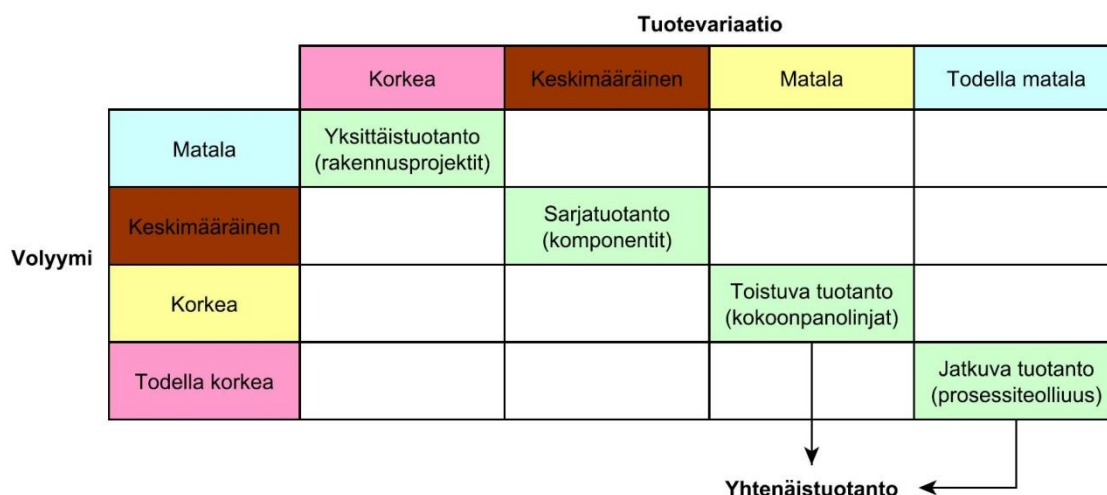 Tuotevariaatio
Korkea
Keskimääräinen
Matala
Todella matala
Matala
Yksittäistuotanto
(rakennusprojektit)
Keskimääräinen
Sarjatuotanto
(komponentit)
Volyymi
Korkea
Toistuva tuotanto
(kokoonpanolinjat)
Todella korkea
Jatkuva tuotanto
(prosessiteolliuus)
Yhtenäistuotanto